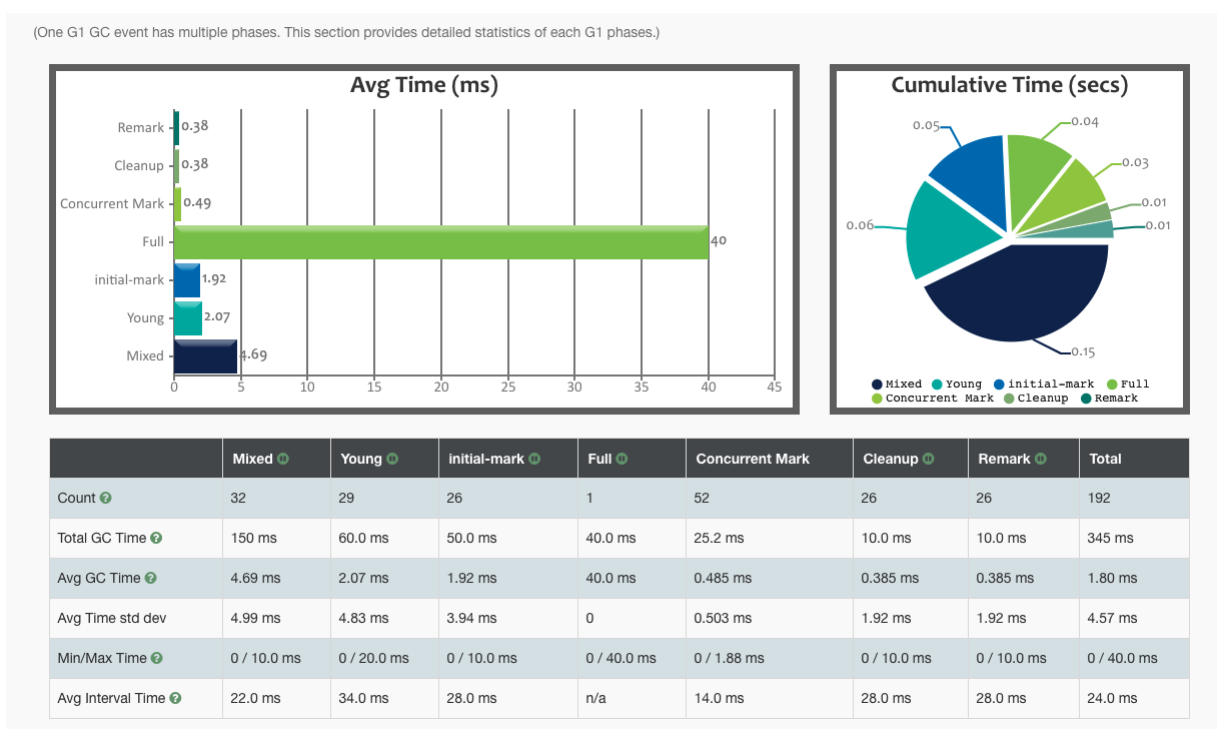 (One G1 GC event has multiple phases. This section provides detailed statistics of each G1 phases.)
Avg Time (ms)
Remark 0.38
Cleanup 0.38
Concurrent Mark 0.49
Full 40
initial-mark 1.92
Young 2.07
Mixed 4.69
0 5 10 15 20 25 30 35 40 45
Cumulative Time (secs)
0.05 0.04
0.03
0.01
0.06 0.01
0.15
Mixed Young initial-mark Full
Concurrent Mark Cleanup Remark
Mixed Young initial-mark Full Concurrent Mark Cleanup Remark Total
Count 32 29 26 1 52 26 26 192
Total GC Time 150 ms 60.0 ms 50.0 ms 40.0 ms 25.2 ms 10.0 ms 10.0 ms 345 ms
Avg GC Time 4.69 ms 2.07 ms 1.92 ms 40.0 ms 0.485 ms 0.385 ms 0.385 ms 1.80 ms
Avg Time std dev 4.99 ms 4.83 ms 3.94 ms 0 0.503 ms 1.92 ms 1.92 ms 4.57 ms
Min/Max Time 0 / 10.0 ms 0 / 20.0 ms 0 / 10.0 ms 0 / 40.0 ms 0 / 1.88 ms 0 / 10.0 ms 0 / 10.0 ms 0 / 40.0 ms
Avg Interval Time 22.0 ms 34.0 ms 28.0 ms n/a 14.0 ms 28.0 ms 28.0 ms 24.0 ms